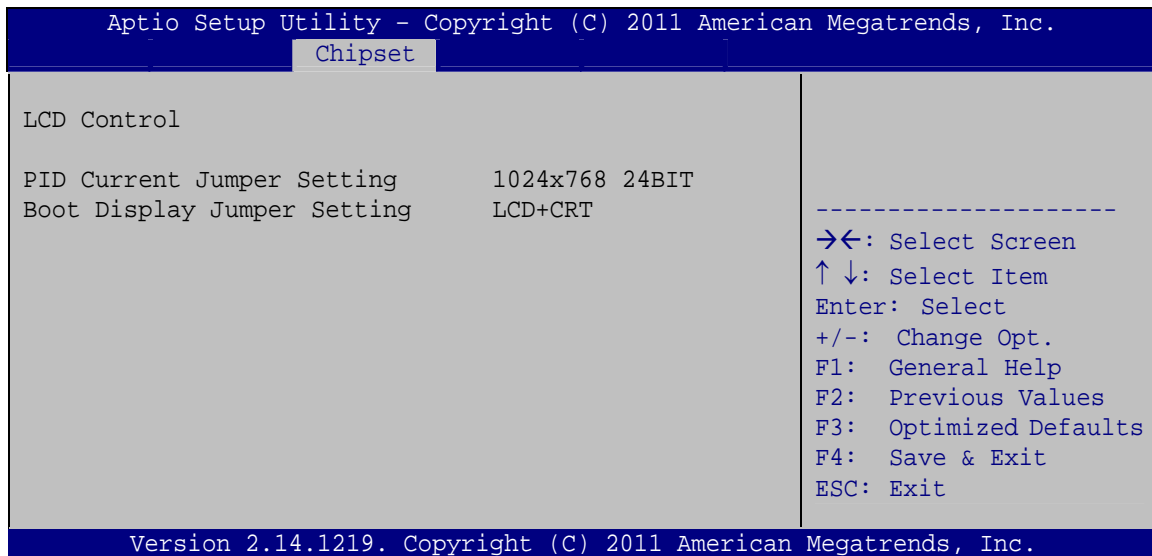 Aptio Setup Utility – Copyright (C) 2011 American Megatrends, Inc.
Chipset
LCD Control
PID Current Jumper Setting 1024x768 24BIT
Boot Display Jumper Setting LCD+CRT
---------------------
→←: Select Screen
↑ ↓: Select Item
Enter: Select
+/-: Change Opt.
F1: General Help
F2: Previous Values
F3: Optimized Defaults
F4: Save & Exit
ESC: Exit
Version 2.14.1219. Copyright (C) 2011 American Megatrends, Inc.